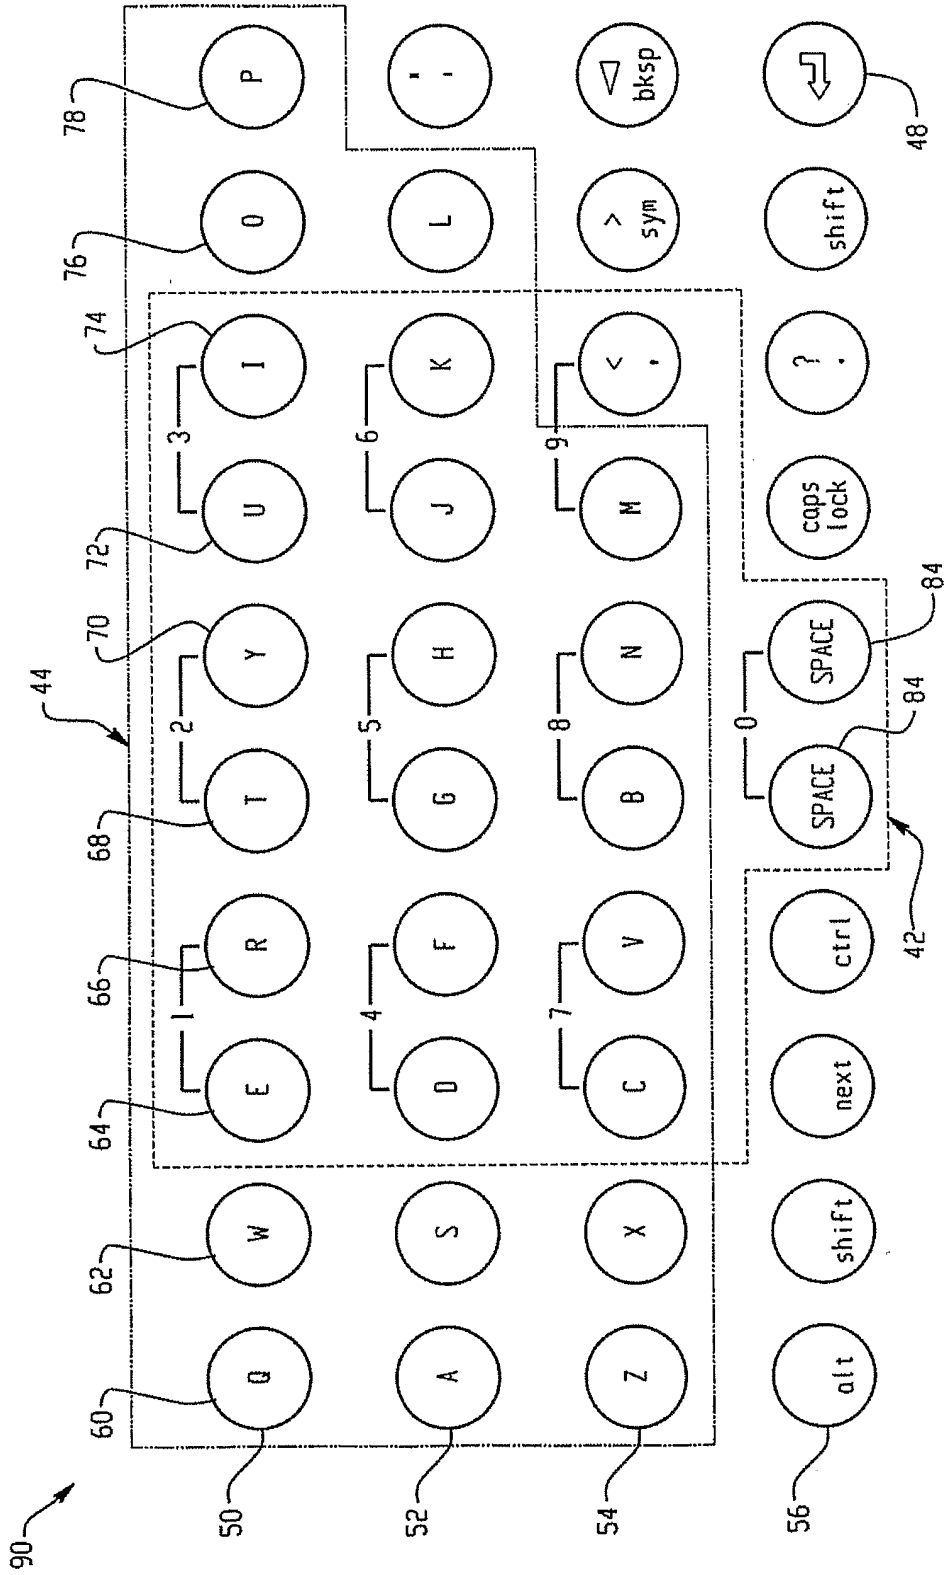 90
44
60 62 64 66 68 70 72 74 76 78
1 2 3
50 Q W E R T Y U I O P
4 5 6
52 A S D F G H J K L " '
7 8 9
54 Z X C V B N M < , > sym bksp
0
56 alt shift next ctrl SPACE SPACE caps lock ? . shift
42 84 84 48